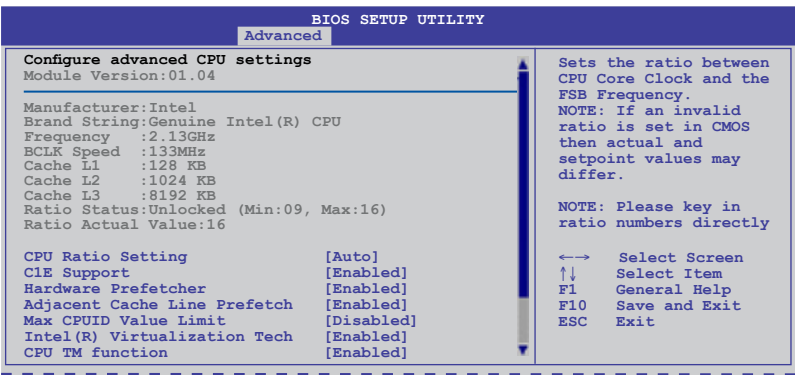 BIOS SETUP UTILITY
Advanced
Configure advanced CPU settings
Module Version:01.04
Manufacturer:Intel
Brand String:Genuine Intel(R) CPU
Frequency :2.13GHz
BCLK Speed :133MHz
Cache L1 :128 KB
Cache L2 :1024 KB
Cache L3 :8192 KB
Ratio Status:Unlocked (Min:09, Max:16)
Ratio Actual Value:16
CPU Ratio Setting [Auto]
C1E Support [Enabled]
Hardware Prefetcher [Enabled]
Adjacent Cache Line Prefetch [Enabled]
Max CPUID Value Limit [Disabled]
Intel(R) Virtualization Tech [Enabled]
CPU TM function [Enabled]
Sets the ratio between
CPU Core Clock and the
FSB Frequency.
NOTE: If an invalid
ratio is set in CMOS
then actual and
setpoint values may
differ.
NOTE: Please key in
ratio numbers directly
←→ Select Screen
↑↓ Select Item
F1 General Help
F10 Save and Exit
ESC Exit